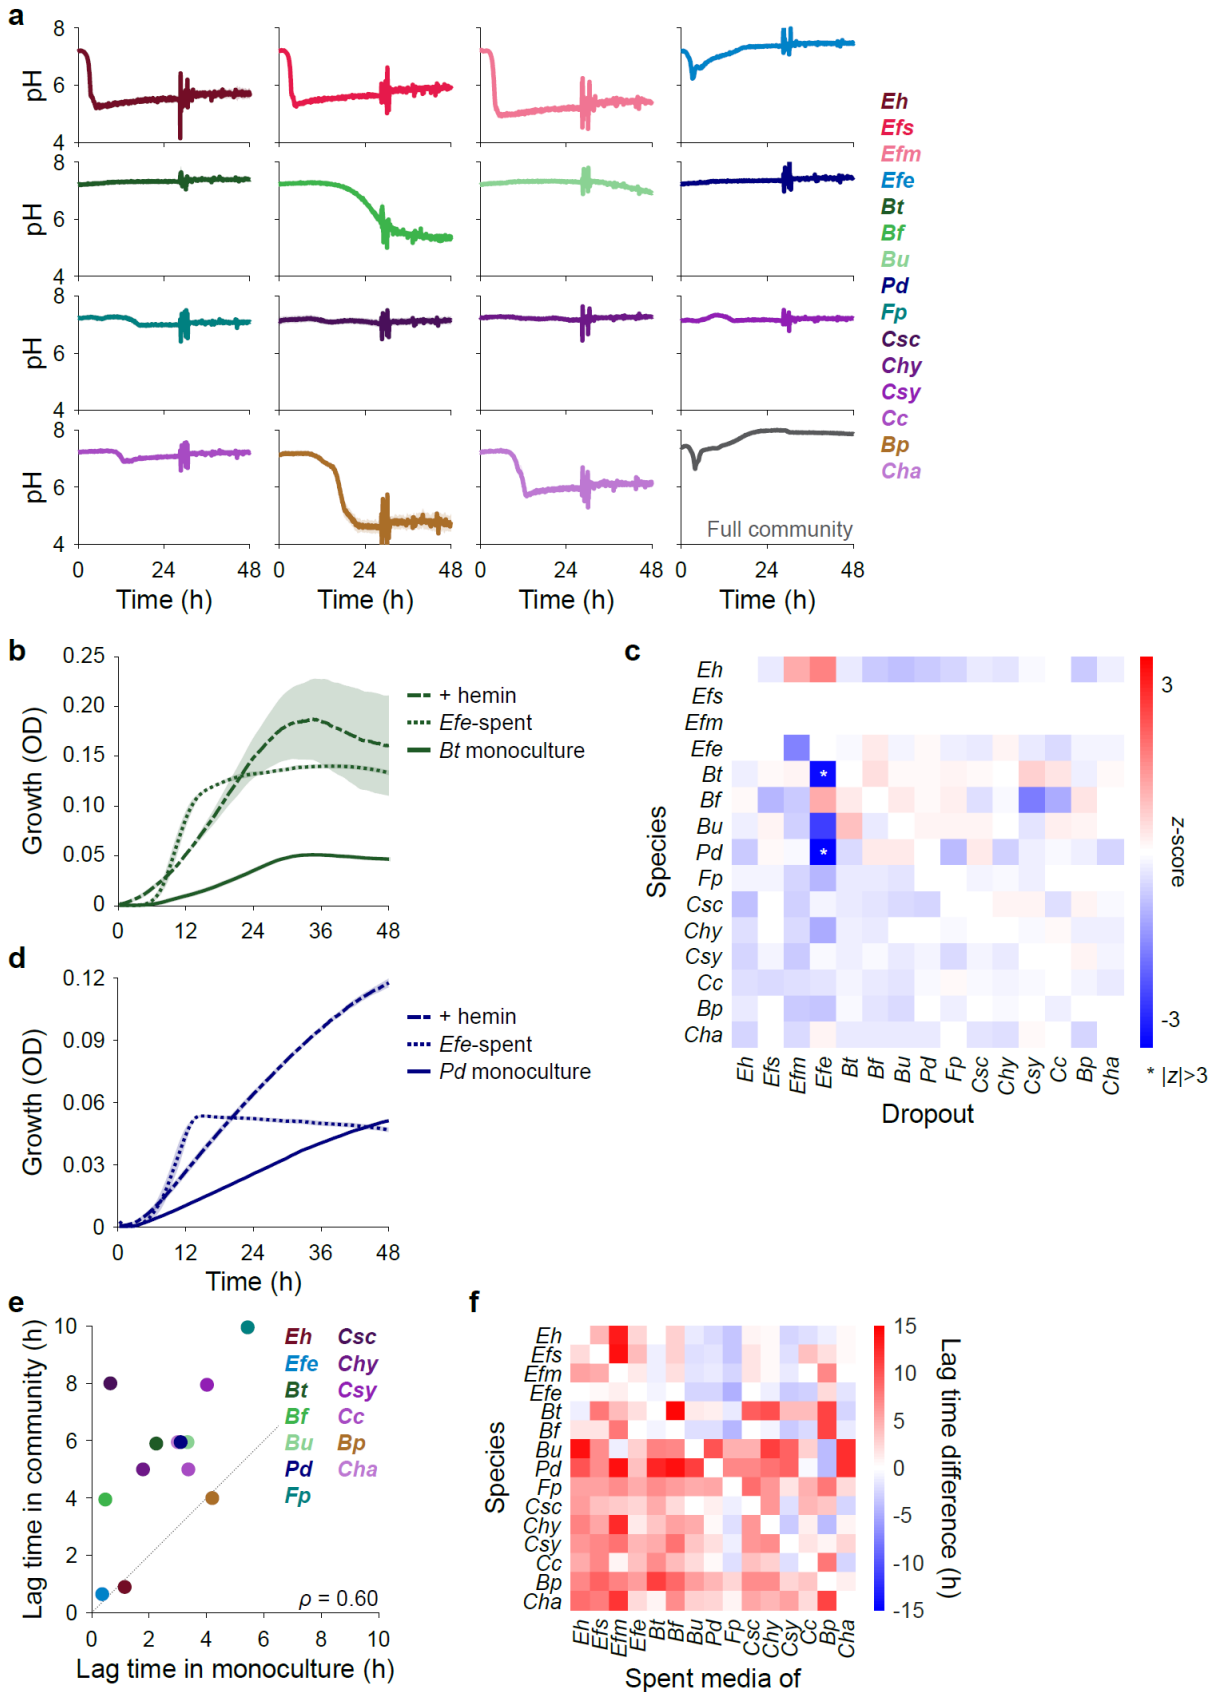 a
8
6
4
pH
Eh
Efs
Efm
Efe
Bt
Bf
Bu
Pd
Fp
Csc
Chy
Csy
Cc
Bp
Cha
8
6
4
pH
8
6
4
pH
8
6
4
pH
Full community
0 24 48 0 24 48 0 24 48 0 24 48
Time (h) Time (h) Time (h) Time (h)
b
0.25
0.20
0.15
0.10
0.05
0
Growth (OD)
+ hemin
Efe-spent
Bt monoculture
0 12 24 36 48
c
Eh
Efs
Efm
Efe
Bt
Bf
Bu
Pd
Fp
Csc
Chy
Csy
Cc
Bp
Cha
Species
*
*
Eh Efs Efm Efe Bt Bf Bu Pd Fp Csc Chy Csy Cc Bp Cha
Dropout
3
-3
z-score
* |z|>3
d
0.12
0.09
0.06
0.03
0
Growth (OD)
+ hemin
Efe-spent
Pd monoculture
0 12 24 36 48
Time (h)
e
10
8
6
4
2
0
Lag time in community (h)
Eh Csc
Efe Chy
Bt Csy
Bf Cc
Bu Bp
Pd Cha
Fp
ρ = 0.60
0 2 4 6 8 10
Lag time in monoculture (h)
f
Eh
Efs
Efm
Efe
Bt
Bf
Bu
Pd
Fp
Csc
Chy
Csy
Cc
Bp
Cha
Species
Eh Efs Efm Efe Bt Bf Bu Pd Fp Csc Chy Csy Cc Bp Cha
Spent media of
15
10
5
0
-5
-10
-15
Lag time difference (h)